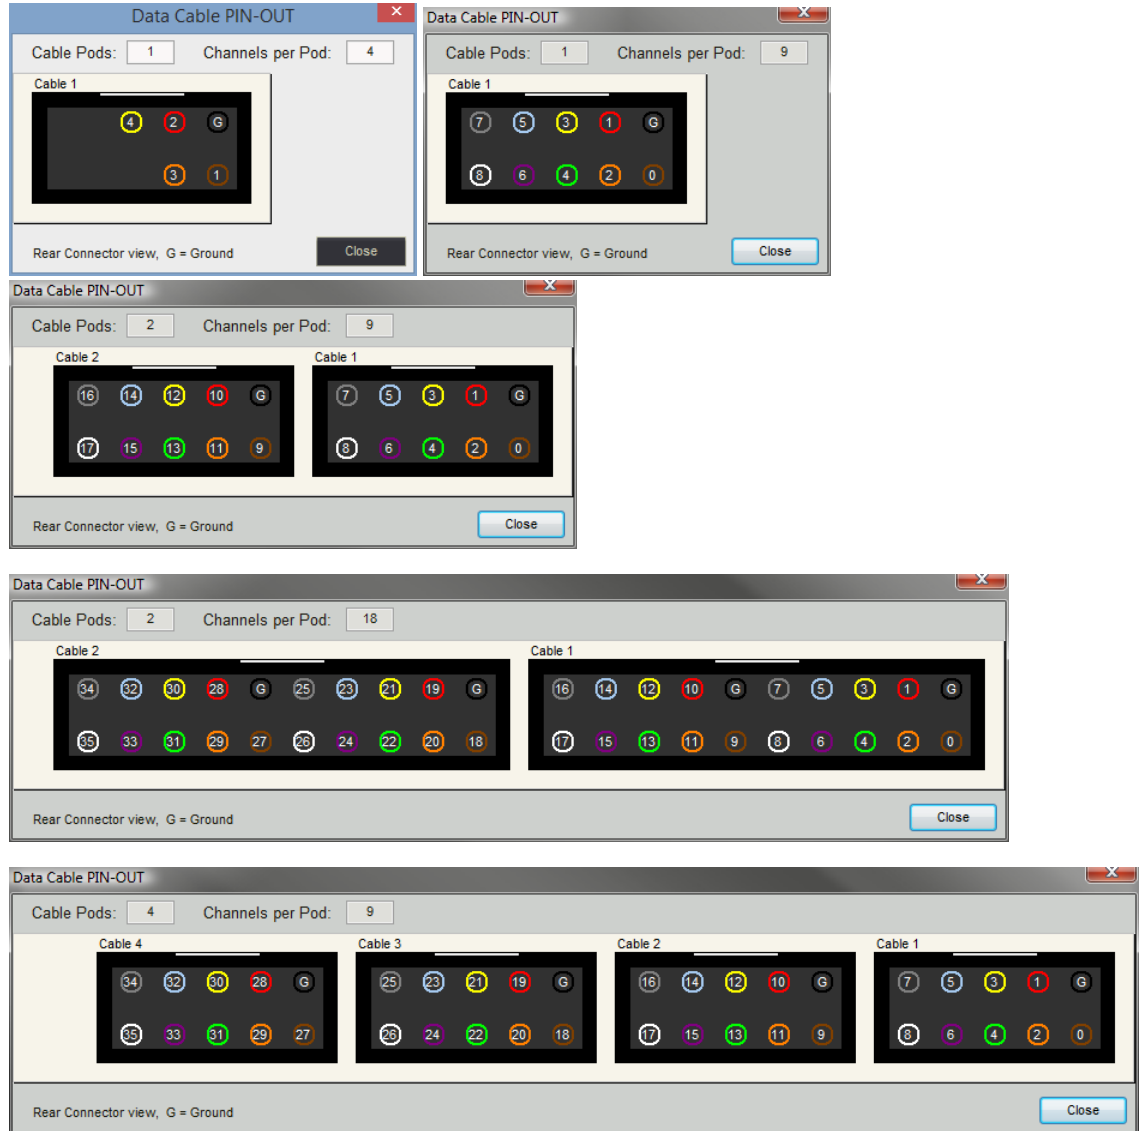 Data Cable PIN-OUT x
Cable Pods: 1 Channels per Pod: 4
Cable 1
4 2 G
3 1
Rear Connector view, G = Ground Close
Data Cable PIN-OUT x
Cable Pods: 1 Channels per Pod: 9
Cable 1
7 5 3 1 G
8 6 4 2 0
Rear Connector view, G = Ground Close
Data Cable PIN-OUT x
Cable Pods: 2 Channels per Pod: 9
Cable 2 Cable 1
16 14 12 10 G 7 5 3 1 G
17 15 13 11 9 8 6 4 2 0
Rear Connector view, G = Ground Close
Data Cable PIN-OUT x
Cable Pods: 2 Channels per Pod: 18
Cable 2 Cable 1
34 32 30 28 G 25 23 21 19 G 16 14 12 10 G 7 5 3 1 G
35 33 31 29 27 26 24 22 20 18 17 15 13 11 9 8 6 4 2 0
Rear Connector view, G = Ground Close
Data Cable PIN-OUT x
Cable Pods: 4 Channels per Pod: 9
Cable 4 Cable 3 Cable 2 Cable 1
34 32 30 28 G 25 23 21 19 G 16 14 12 10 G 7 5 3 1 G
35 33 31 29 27 26 24 22 20 18 17 15 13 11 9 8 6 4 2 0
Rear Connector view, G = Ground Close